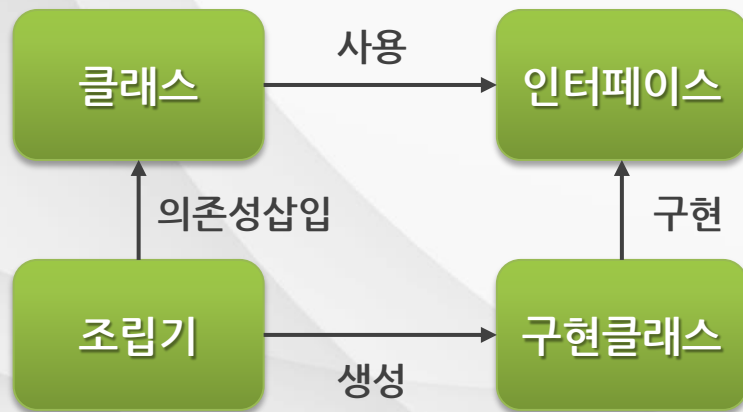 사용
클래스
인터페이스
의존성삽입
구현
조립기
구현클래스
생성